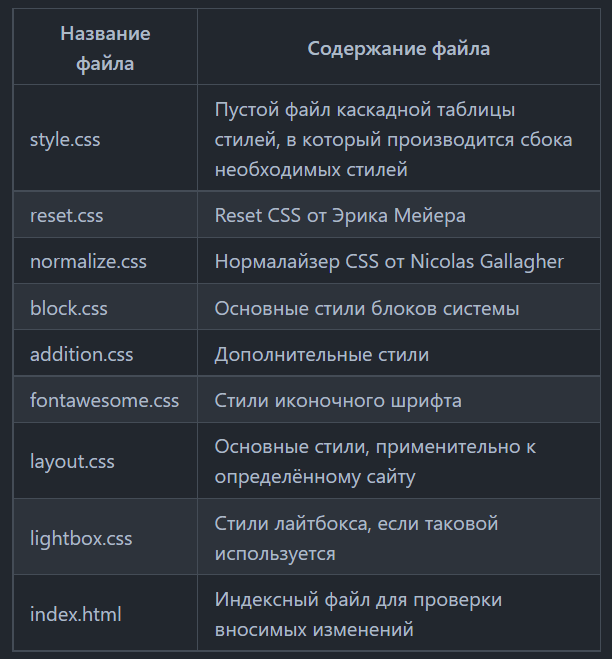 Название
файла
Содержание файла
style.css
Пустой файл каскадной таблицы
стилей, в который производится сбока
необходимых стилей
reset.css
Reset CSS от Эрика Мейера
normalize.css
Нормалайзер CSS от Nicolas Gallagher
block.css
Основные стили блоков системы
addition.css
Дополнительные стили
fontawesome.css
Стили иконочного шрифта
layout.css
Основные стили, применительно к
определённому сайту
lightbox.css
Стили лайтбокса, если таковой
используется
index.html
Индексный файл для проверки
вносимых изменений